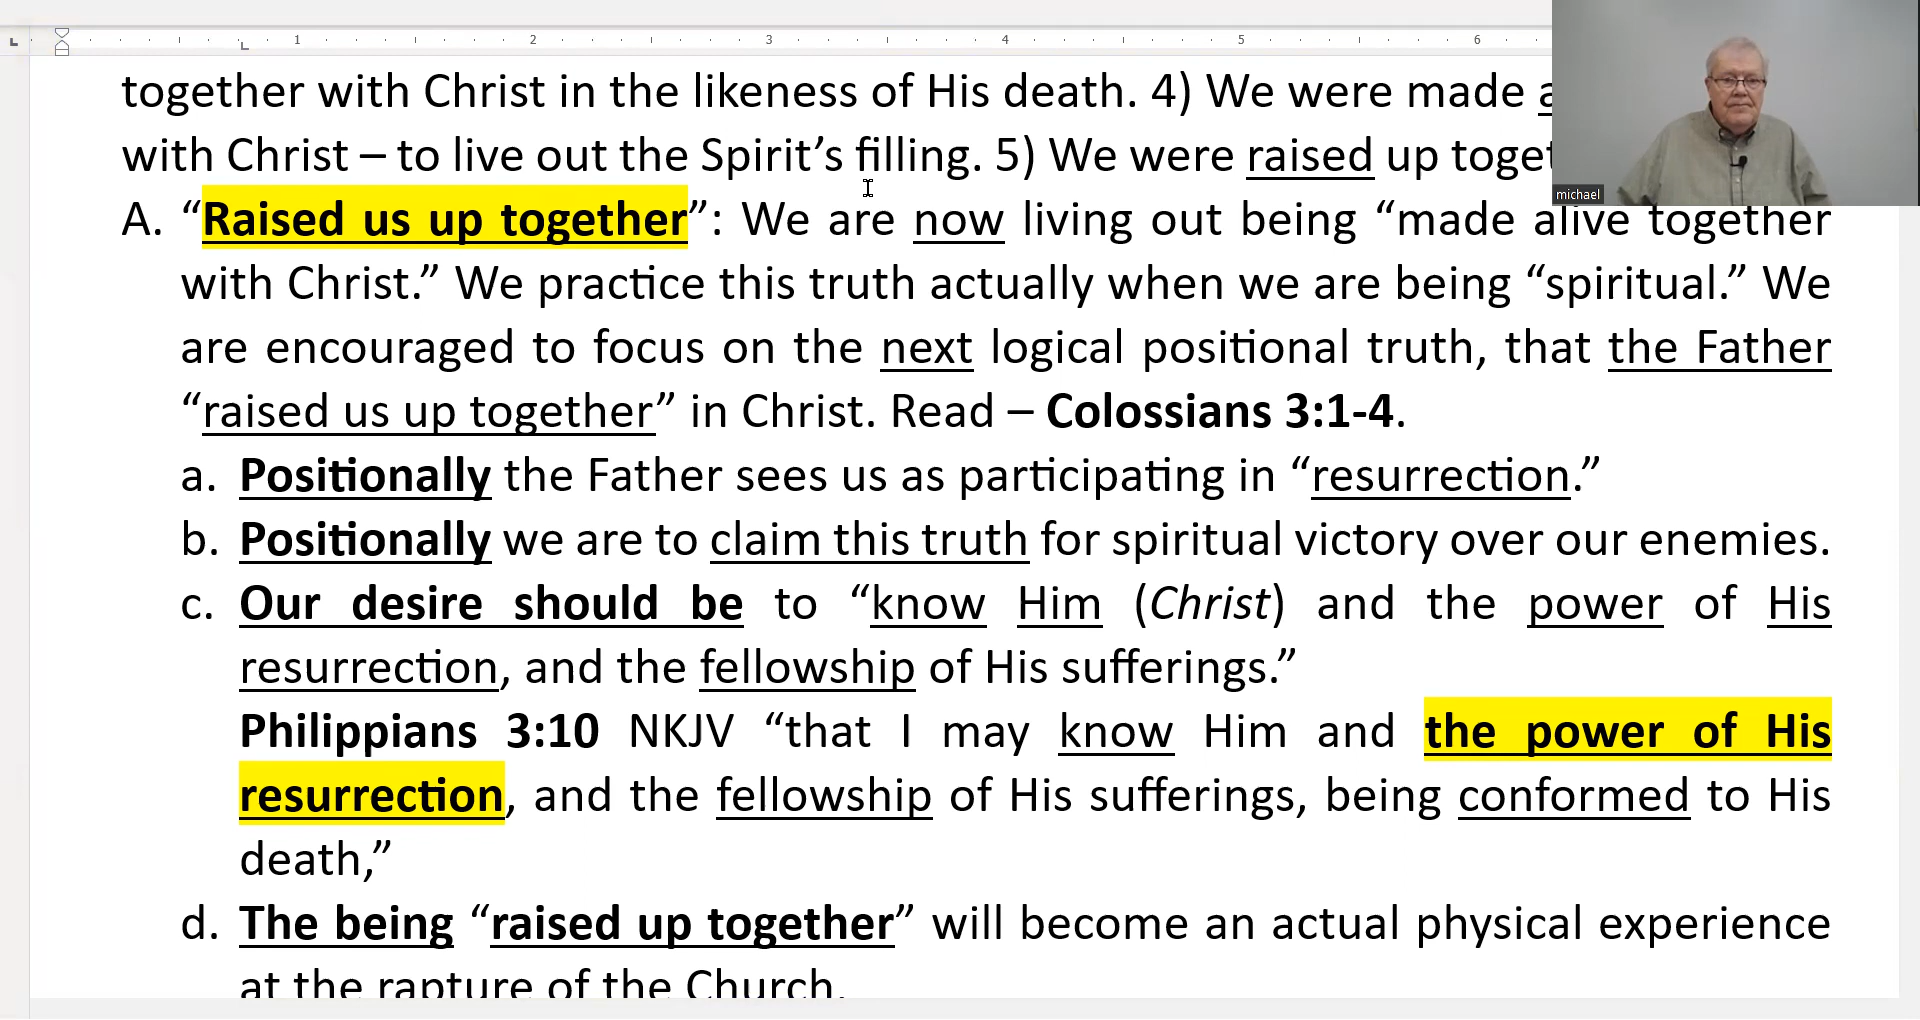 1 2 3 4 5 6
together with Christ in the likeness of His death. 4) We were made
with Christ – to live out the Spirit’s filling. 5) We were raised up
A. “Raised us up together”: We are now living out being “made alive together
with Christ.” We practice this truth actually when we are being “spiritual.” We
are encouraged to focus on the next logical positional truth, that the Father
“raised us up together” in Christ. Read – Colossians 3:1-4.
a. Positionally the Father sees us as participating in “resurrection.”
b. Positionally we are to claim this truth for spiritual victory over our enemies.
c. Our desire should be to “know Him (Christ) and the power of His
resurrection, and the fellowship of His sufferings.”
Philippians 3:10 NKJV “that I may know Him and the power of His
resurrection, and the fellowship of His sufferings, being conformed to His
death,”
d. The being “raised up together” will become an actual physical experience
at the rapture of the Church.
michael